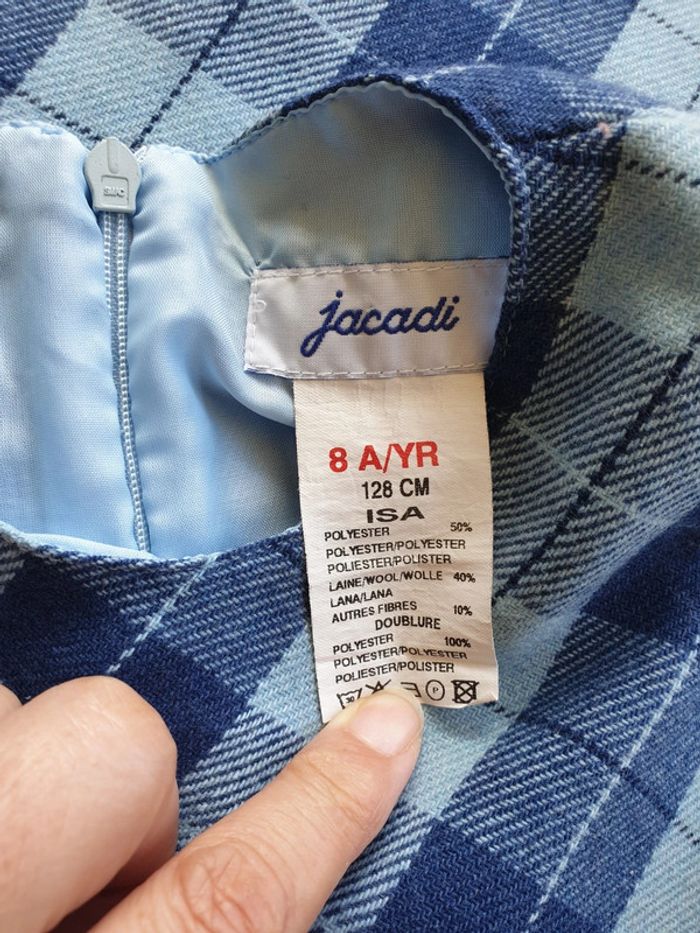 jacadi
8 A/YR
128 CM
ISA
POLYESTER 50%
POLYESTER/POLYESTER
POLIESTER/POLISTER
LAINE/WOOL/WOLLE 40%
LANA/LANA
AUTRES FIBRES 10%
DOUBLURE
POLYESTER 100%
POLYESTER/POLYESTER
POLIESTER/POLISTER
30 P